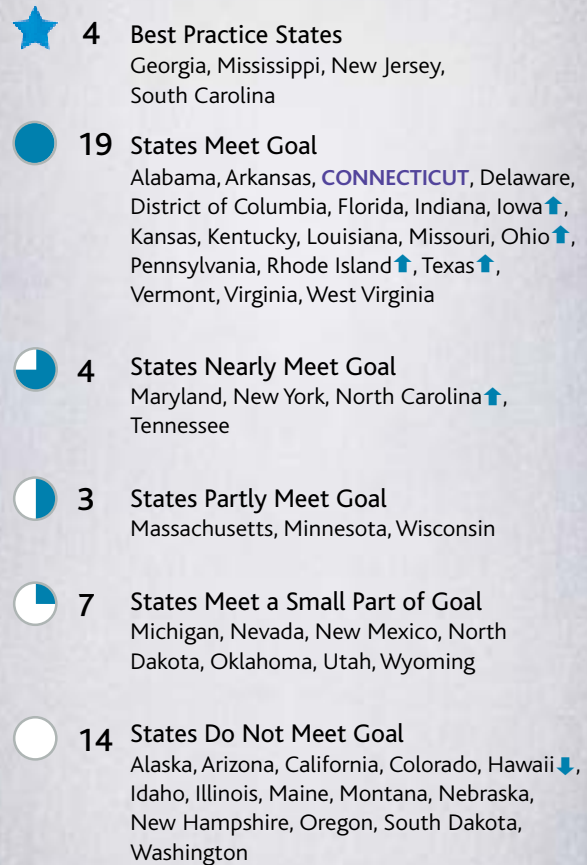 4 Best Practice States
Georgia, Mississippi, New Jersey,
South Carolina
19 States Meet Goal
Alabama, Arkansas, CONNECTICUT, Delaware,
District of Columbia, Florida, Indiana, Iowa⬆,
Kansas, Kentucky, Louisiana, Missouri, Ohio⬆,
Pennsylvania, Rhode Island⬆, Texas⬆,
Vermont, Virginia, West Virginia
4 States Nearly Meet Goal
Maryland, New York, North Carolina⬆,
Tennessee
3 States Partly Meet Goal
Massachusetts, Minnesota, Wisconsin
7 States Meet a Small Part of Goal
Michigan, Nevada, New Mexico, North
Dakota, Oklahoma, Utah, Wyoming
14 States Do Not Meet Goal
Alaska, Arizona, California, Colorado, Hawaii⬇,
Idaho, Illinois, Maine, Montana, Nebraska,
New Hampshire, Oregon, South Dakota,
Washington